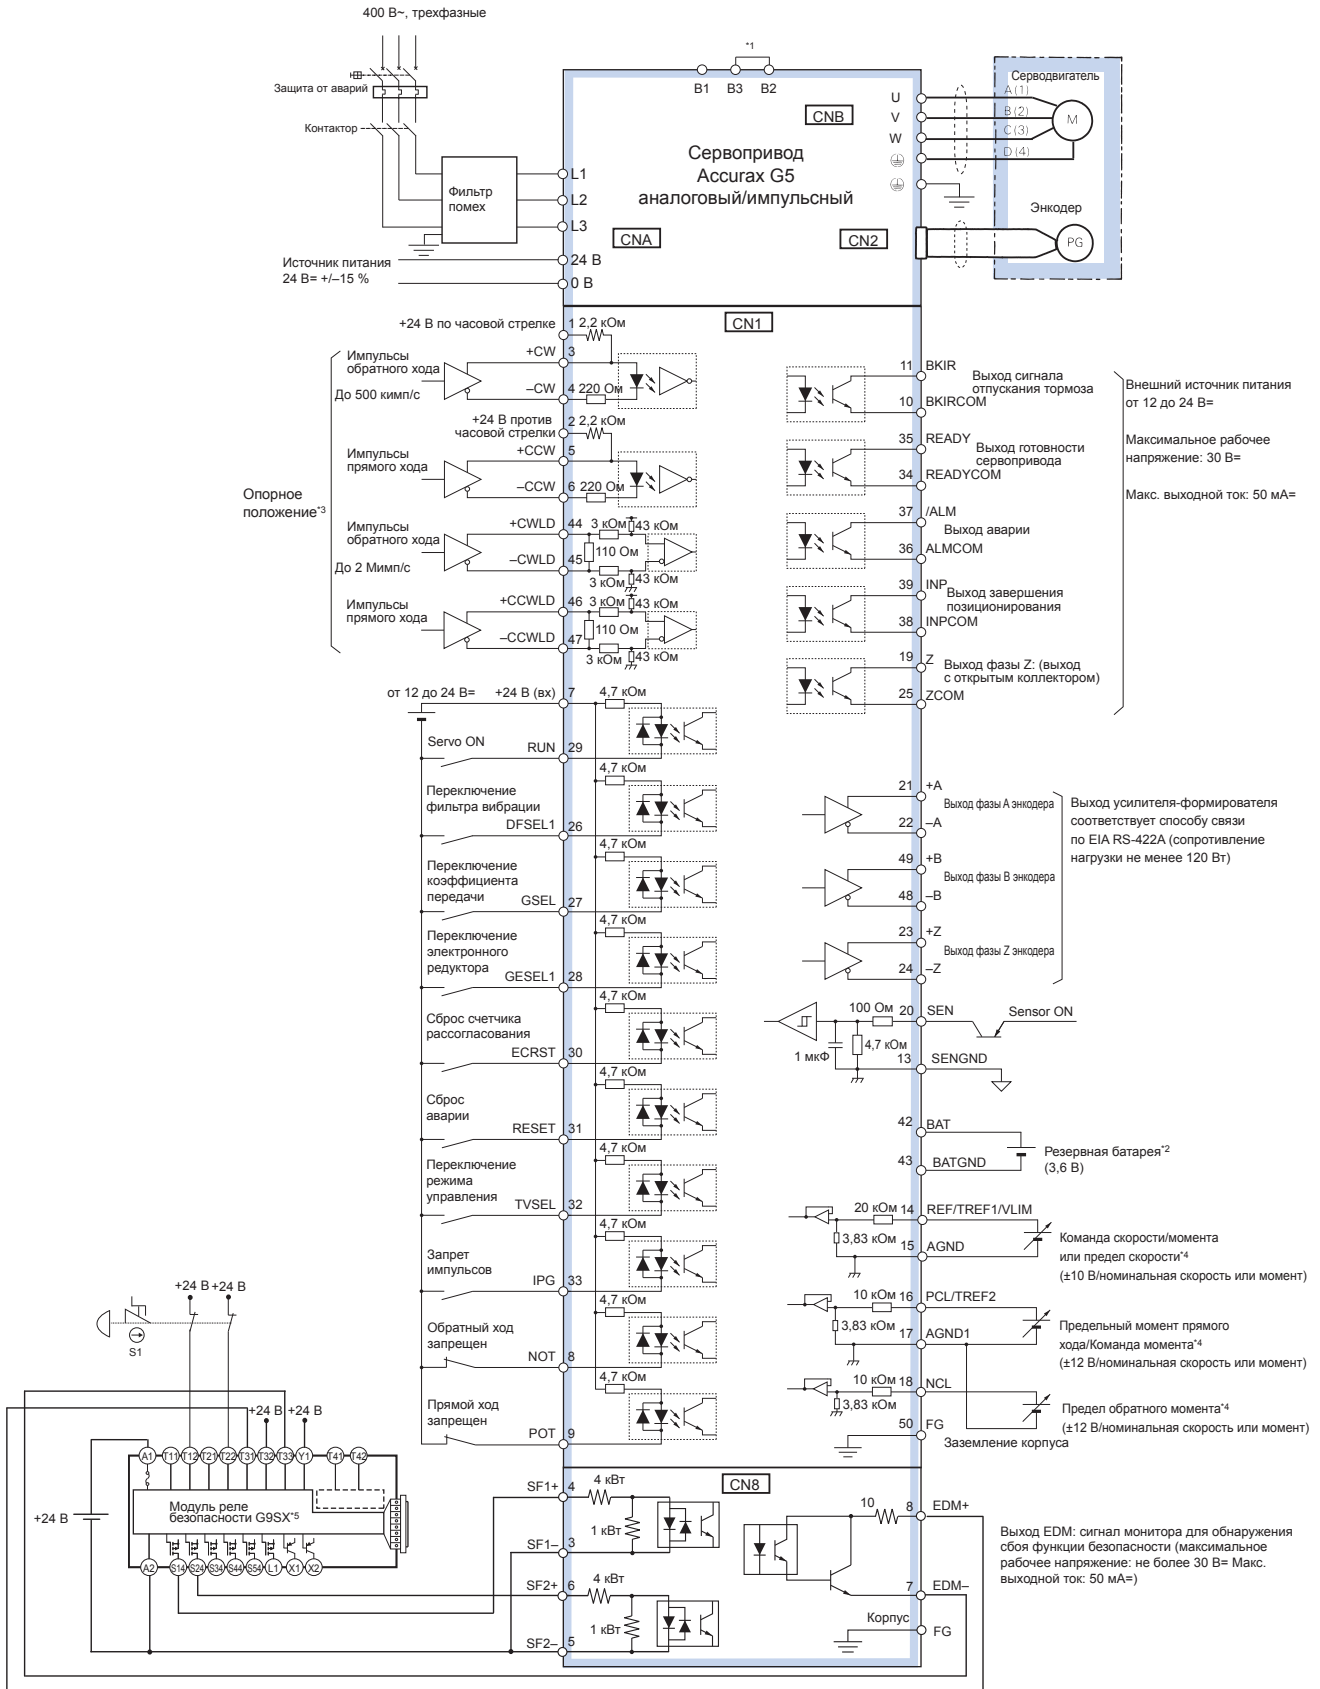 400 В~, трехфазные
Защита от аварий
Контактор
Фильтр
помех
Источник питания
24 В= +/–15 %
*1
B1
B3
B2
CNB
Сервопривод
Accurax G5
аналоговый/импульсный
CNA
CN2
L1
L2
L3
24 В
0 В
U
V
W
Серводвигатель
A (1)
B (2)
C (3)
D (4)
M
Энкодер
PG
CN1
+24 В по часовой стрелке
1
2,2 кОм
+CW
3
Импульсы
обратного хода
До 500 кимп/с
–CW
4
220 Ом
+24 В против
часовой стрелки
2
2,2 кОм
+CCW
5
Импульсы
прямого хода
–CCW
6
220 Ом
Опорное
положение*3
+CWLD
44
3 кОм
43 кОм
Импульсы
обратного хода
110 Ом
До 2 Мимп/с
–CWLD
45
3 кОм
43 кОм
+CCWLD
46
3 кОм
43 кОм
Импульсы
прямого хода
110 Ом
–CCWLD
47
3 кОм
43 кОм
от 12 до 24 В=
+24 В (вх)
7
4,7 кОм
Servo ON
RUN
29
4,7 кОм
Переключение
фильтра вибрации
DFSEL1
26
4,7 кОм
Переключение
коэффициента
передачи
GSEL
27
4,7 кОм
Переключение
электронного
редуктора
GESEL1
28
4,7 кОм
Сброс счетчика
рассогласования
ECRST
30
4,7 кОм
Сброс
аварии
RESET
31
4,7 кОм
Переключение
режима
управления
TVSEL
32
4,7 кОм
Запрет
импульсов
IPG
33
4,7 кОм
Обратный ход
запрещен
NOT
8
4,7 кОм
Прямой ход
запрещен
POT
9
11
BKIR
Выход сигнала
отпускания тормоза
10
BKIRCOM
35
READY
Выход готовности
сервопривода
34
READYCOM
37
/ALM
Выход аварии
36
ALMCOM
39
INP
Выход завершения
позиционирования
38
INPCOM
19
Z
Выход фазы Z: (выход
с открытым коллектором)
25
ZCOM
Внешний источник питания
от 12 до 24 В=
Максимальное рабочее
напряжение: 30 В=
Макс. выходной ток: 50 мА=
21
+A
Выход фазы A энкодера
22
–A
49
+B
Выход фазы B энкодера
48
–B
23
+Z
Выход фазы Z энкодера
24
–Z
Выход усилителя-формирователя
соответствует способу связи
по EIA RS-422A (сопротивление
нагрузки не менее 120 Вт)
100 Ом
20
SEN
Sensor ON
1 мкФ
4,7 кОм
13
SENGND
42
BAT
43
BATGND
Резервная батарея*2
(3,6 В)
20 кОм
14
REF/TREF1/VLIM
3,83 кОм
15
AGND
Команда скорости/момента
или предел скорости*4
(±10 В/номинальная скорость или момент)
10 кОм
16
PCL/TREF2
3,83 кОм
17
AGND1
Предельный момент прямого
хода/Команда момента*4
(±12 В/номинальная скорость или момент)
10 кОм
18
NCL
3,83 кОм
Предел обратного момента*4
(±12 В/номинальная скорость или момент)
50
FG
Заземление корпуса
+24 В
+24 В
S1
+24 В
+24 В
A1
T11
T12
T21
T22
T31
T32
T33
Y1
T41
T42
Модуль реле
безопасности G9SX*5
+24 В
A2
S14
S24
S34
S44
S54
L1
X1
X2
CN8
SF1+
4
4 кВт
1 кВт
SF1–
3
SF2+
6
4 кВт
1 кВт
SF2–
5
10
8
EDM+
7
EDM–
Корпус
FG
Выход EDM: сигнал монитора для обнаружения
сбоя функции безопасности (максимальное
рабочее напряжение: не более 30 В= Макс.
выходной ток: 50 мА=)